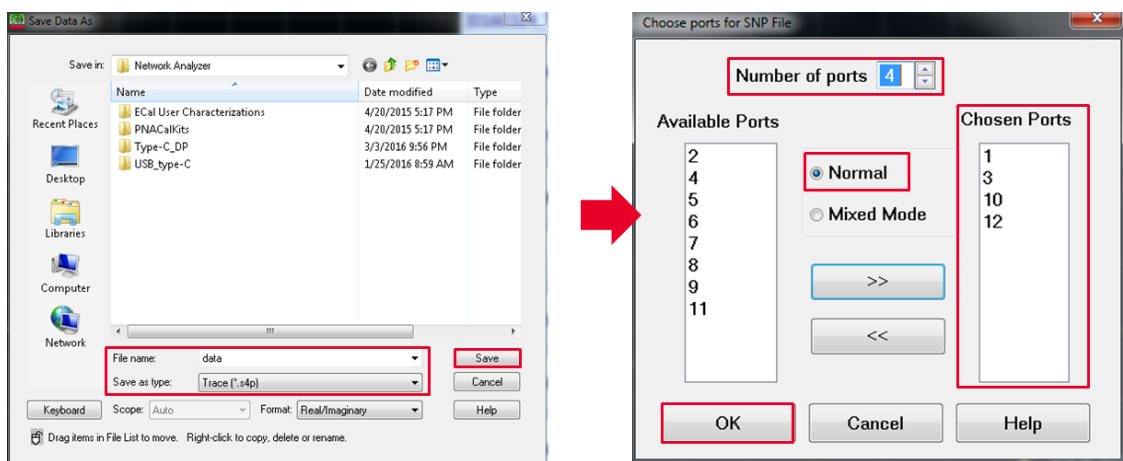 Save Data As
Save in:
Network Analyzer
Name
Date modified
Type
ECal User Characterizations
4/20/2015 5:17 PM
File folder
PNACalKits
4/20/2015 5:17 PM
File folder
Type-C_DP
3/3/2016 9:56 PM
File folder
USB_type-C
1/25/2016 8:59 AM
File folder
Recent Places
Desktop
Libraries
Computer
Network
File name:
data
Save
Save as type:
Trace (*.s4p)
Cancel
Keyboard
Scope:
Auto
Format:
Real/Imaginary
Help
Drag items in File List to move. Right-click to copy, delete or rename.
Choose ports for SNP File
Number of ports
4
Available Ports
2
4
5
6
7
8
9
11
Normal
Mixed Mode
>>
<<
Chosen Ports
1
3
10
12
OK
Cancel
Help